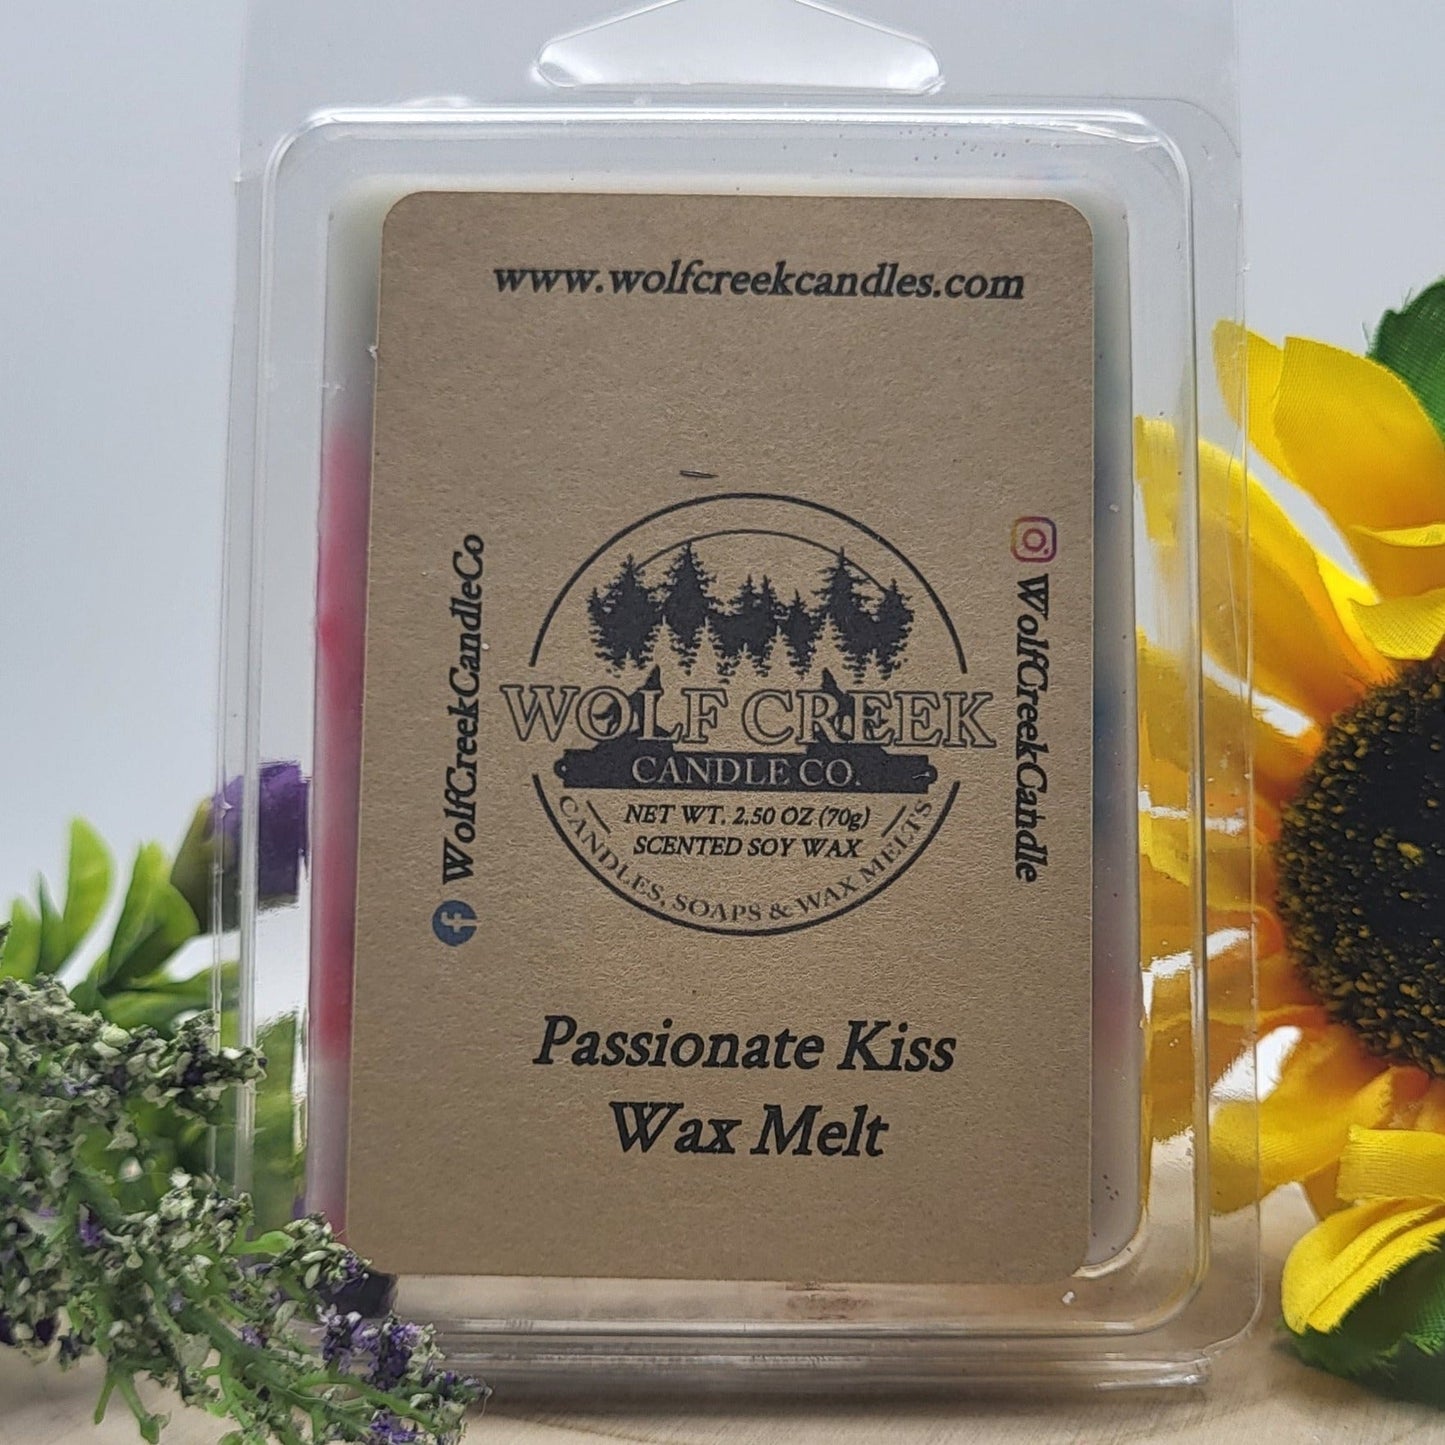 www.wolfcreekcandles.com
WolfCreekCandleCo
WolfCreekCandle
WOLF CREEK
CANDLE CO.
NET WT. 2.50 OZ (70g)
SCENTED SOY WAX
CANDLES, SOAPS & WAX MELTS
Passionate Kiss
Wax Melt